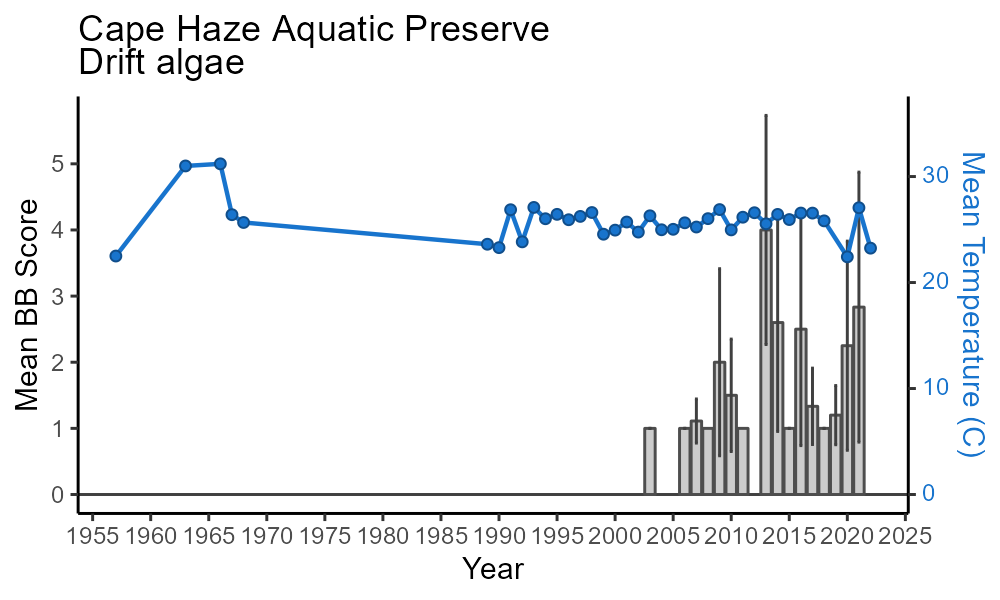 Cape Haze Aquatic Preserve
Drift algae
Mean BB Score
5
4
3
2
1
0
30
20
10
0
Mean Temperature (C)
1955 1960 1965 1970 1975 1980 1985 1990 1995 2000 2005 2010 2015 2020 2025
Year